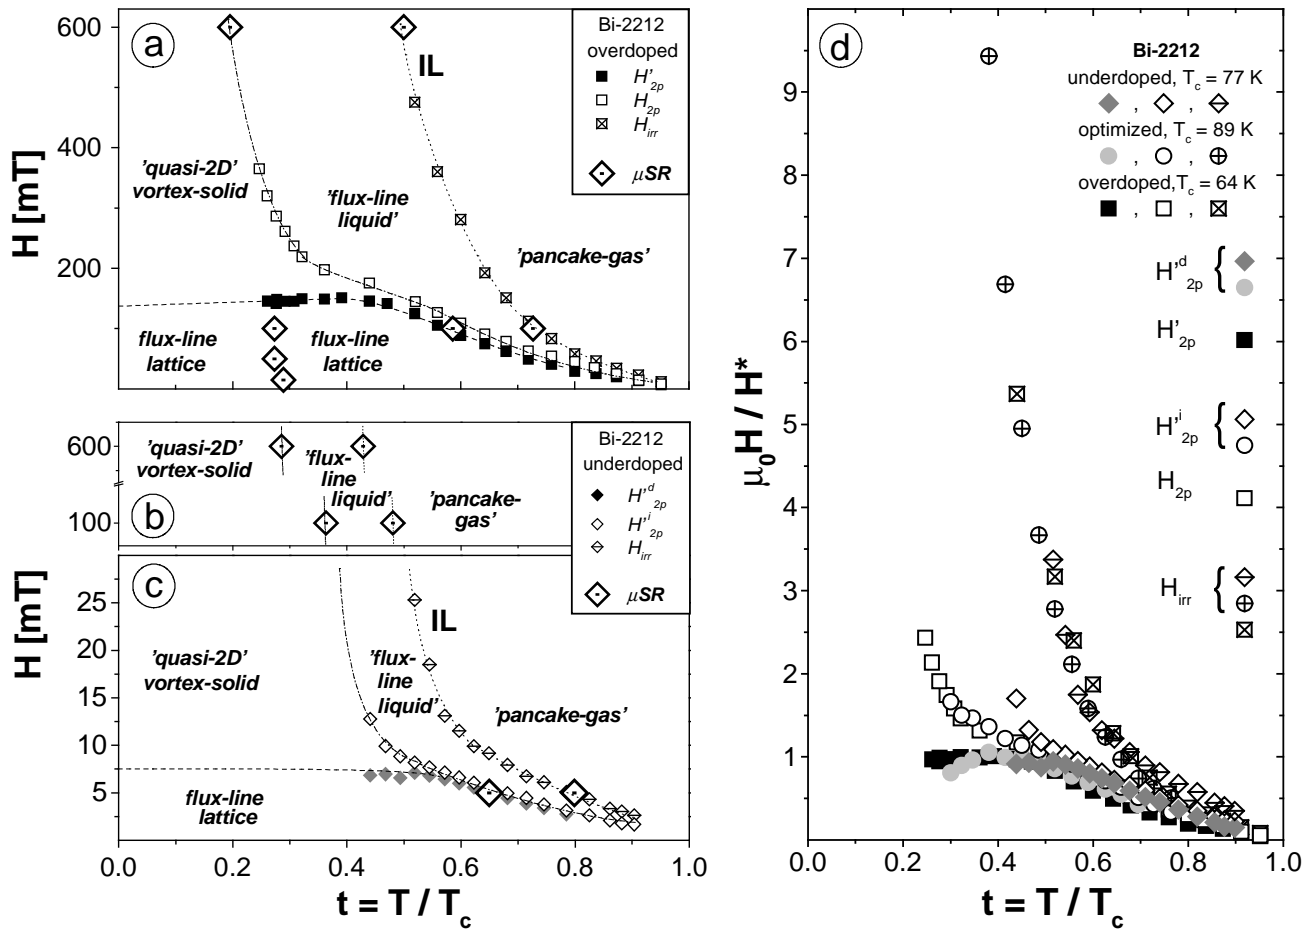 a
Bi-2212
overdoped
H'2p
H2p
Hirr
μSR
IL
'quasi-2D'
vortex-solid
'flux-line
liquid'
'pancake-gas'
flux-line
lattice
flux-line
lattice
H [mT]
600
400
200
b
'quasi-2D'
vortex-solid
'flux-
line
liquid'
'pancake-
gas'
600
100
Bi-2212
underdoped
H'd2p
H'i2p
Hirr
μSR
c
IL
'quasi-2D'
vortex-solid
'flux-
line
liquid'
'pancake-gas'
flux-line
lattice
H [mT]
25
20
15
10
5
0.0 0.2 0.4 0.6 0.8 1.0
t = T / Tc
d
Bi-2212
underdoped, Tc = 77 K
, ,
optimized, Tc = 89 K
, ,
overdoped,Tc = 64 K
, ,
H'd2p {
H'2p
H'i2p {
H2p
Hirr {
μ0H / H*
9
8
7
6
5
4
3
2
1
0.0 0.2 0.4 0.6 0.8 1.0
t = T / Tc